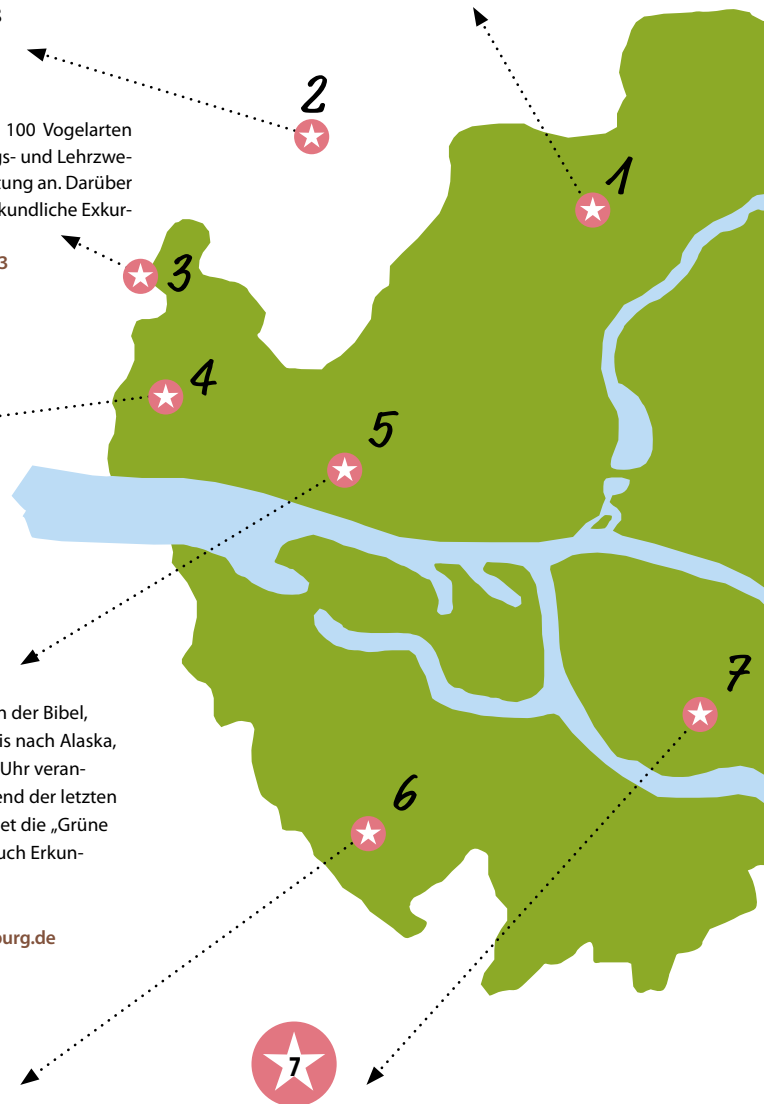 2
100 Vogelarten
gs- und Lehrzwe-
tzung an. Darüber
kundliche Exkur-
1
3
3
4
5
n der Bibel,
is nach Alaska,
Uhr veran-
end der letzten
et die „Grüne
uch Erkun-
7
6
burg.de
7